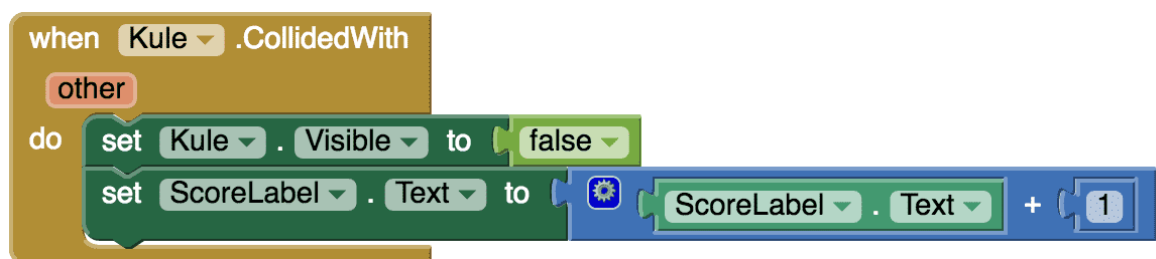 when Kule .CollidedWith
other
do set Kule . Visible to false
set ScoreLabel . Text to ScoreLabel . Text + 1